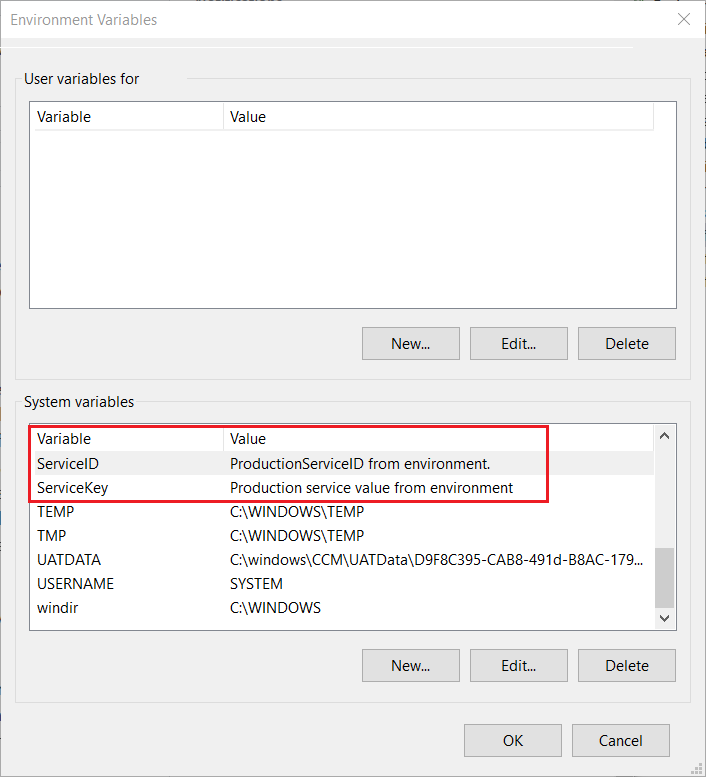 Environment Variables
User variables for
Variable Value
New... Edit... Delete
System variables
Variable Value
ServiceID ProductionServiceID from environment.
ServiceKey Production service value from environment
TEMP C:\WINDOWS\TEMP
TMP C:\WINDOWS\TEMP
UATDATA C:\windows\CCM\UATData\D9F8C395-CAB8-491d-B8AC-179...
USERNAME SYSTEM
windir C:\WINDOWS
New... Edit... Delete
OK Cancel